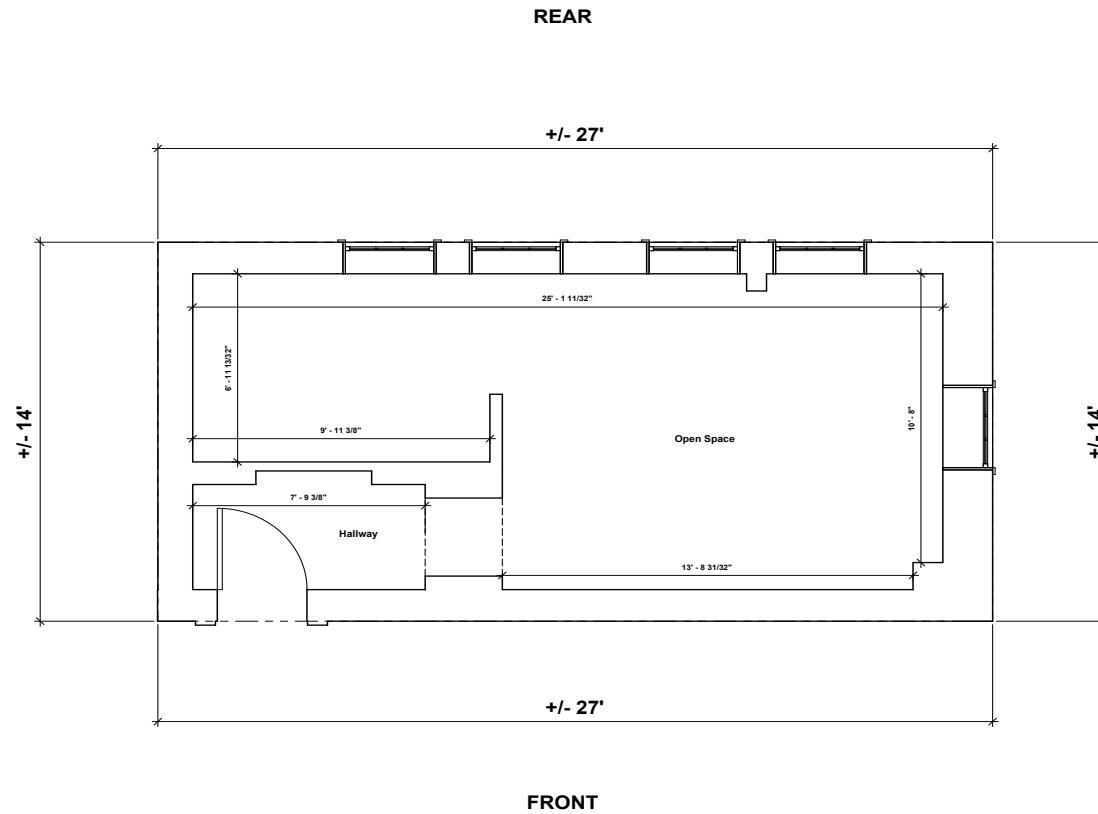 REAR
+/- 27'
25' - 1 11/32"
6' - 11 13/32"
+/- 14'
9' - 11 3/8"
Open Space
10' - 8"
+/- 14'
7' - 9 3/8"
Hallway
13' - 8 31/32"
+/- 27'
FRONT